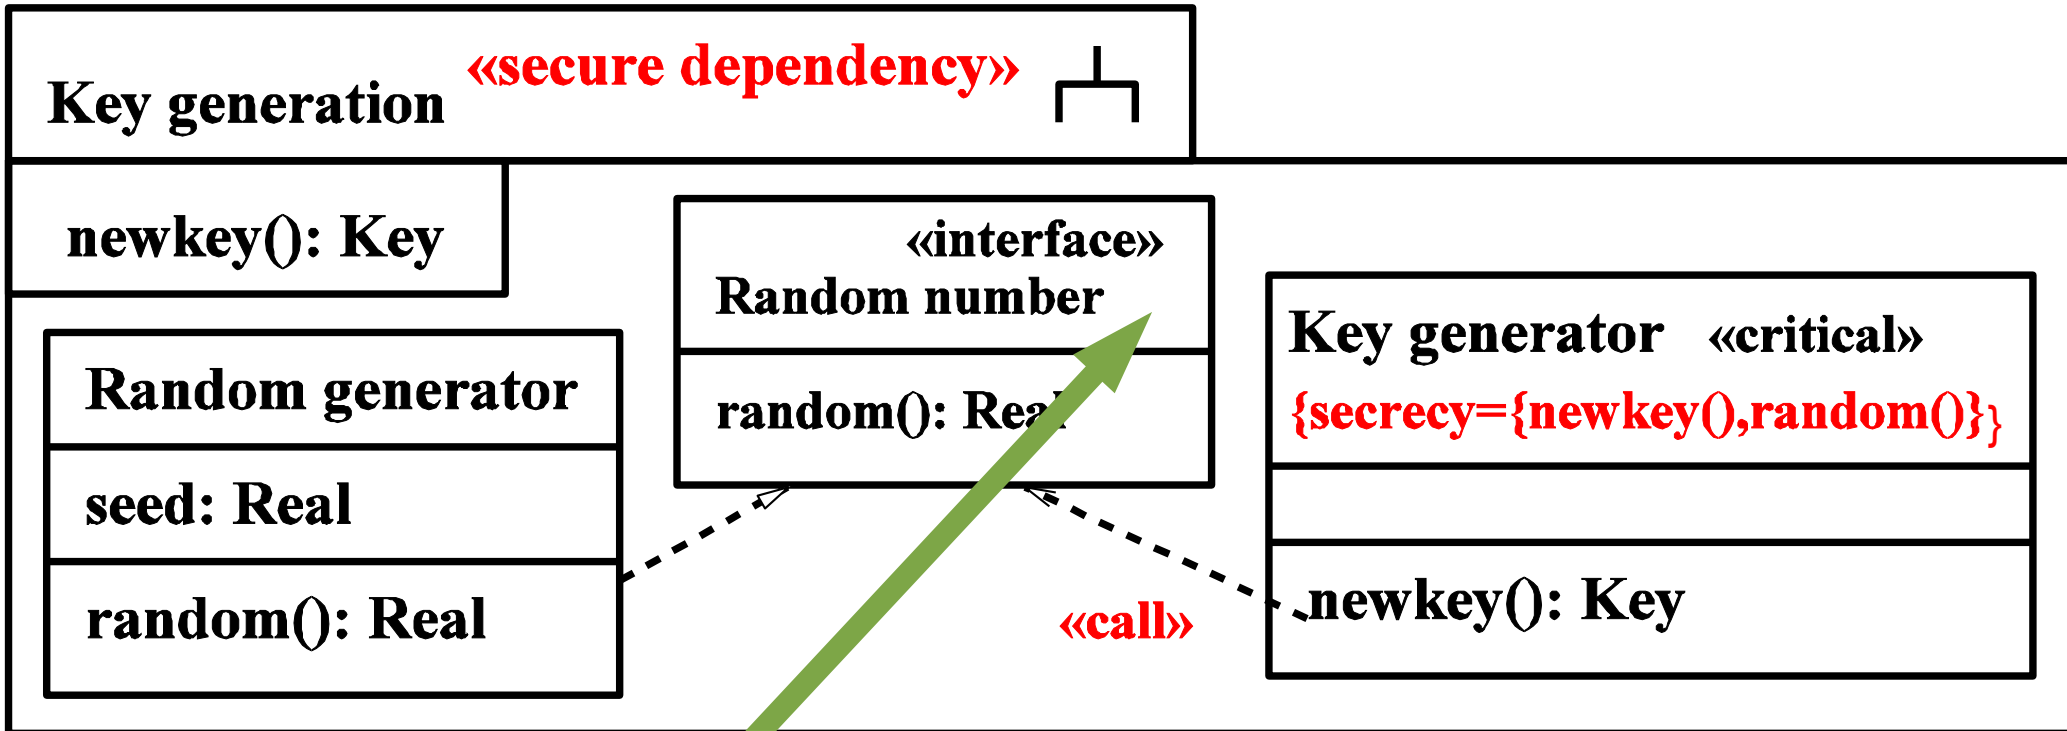 Key generation «secure dependency»
newkey(): Key
«interface»
Random number
random(): Real
Random generator
seed: Real
random(): Real
Key generator «critical»
{secrecy={newkey(),random()}}
newkey(): Key
«call»